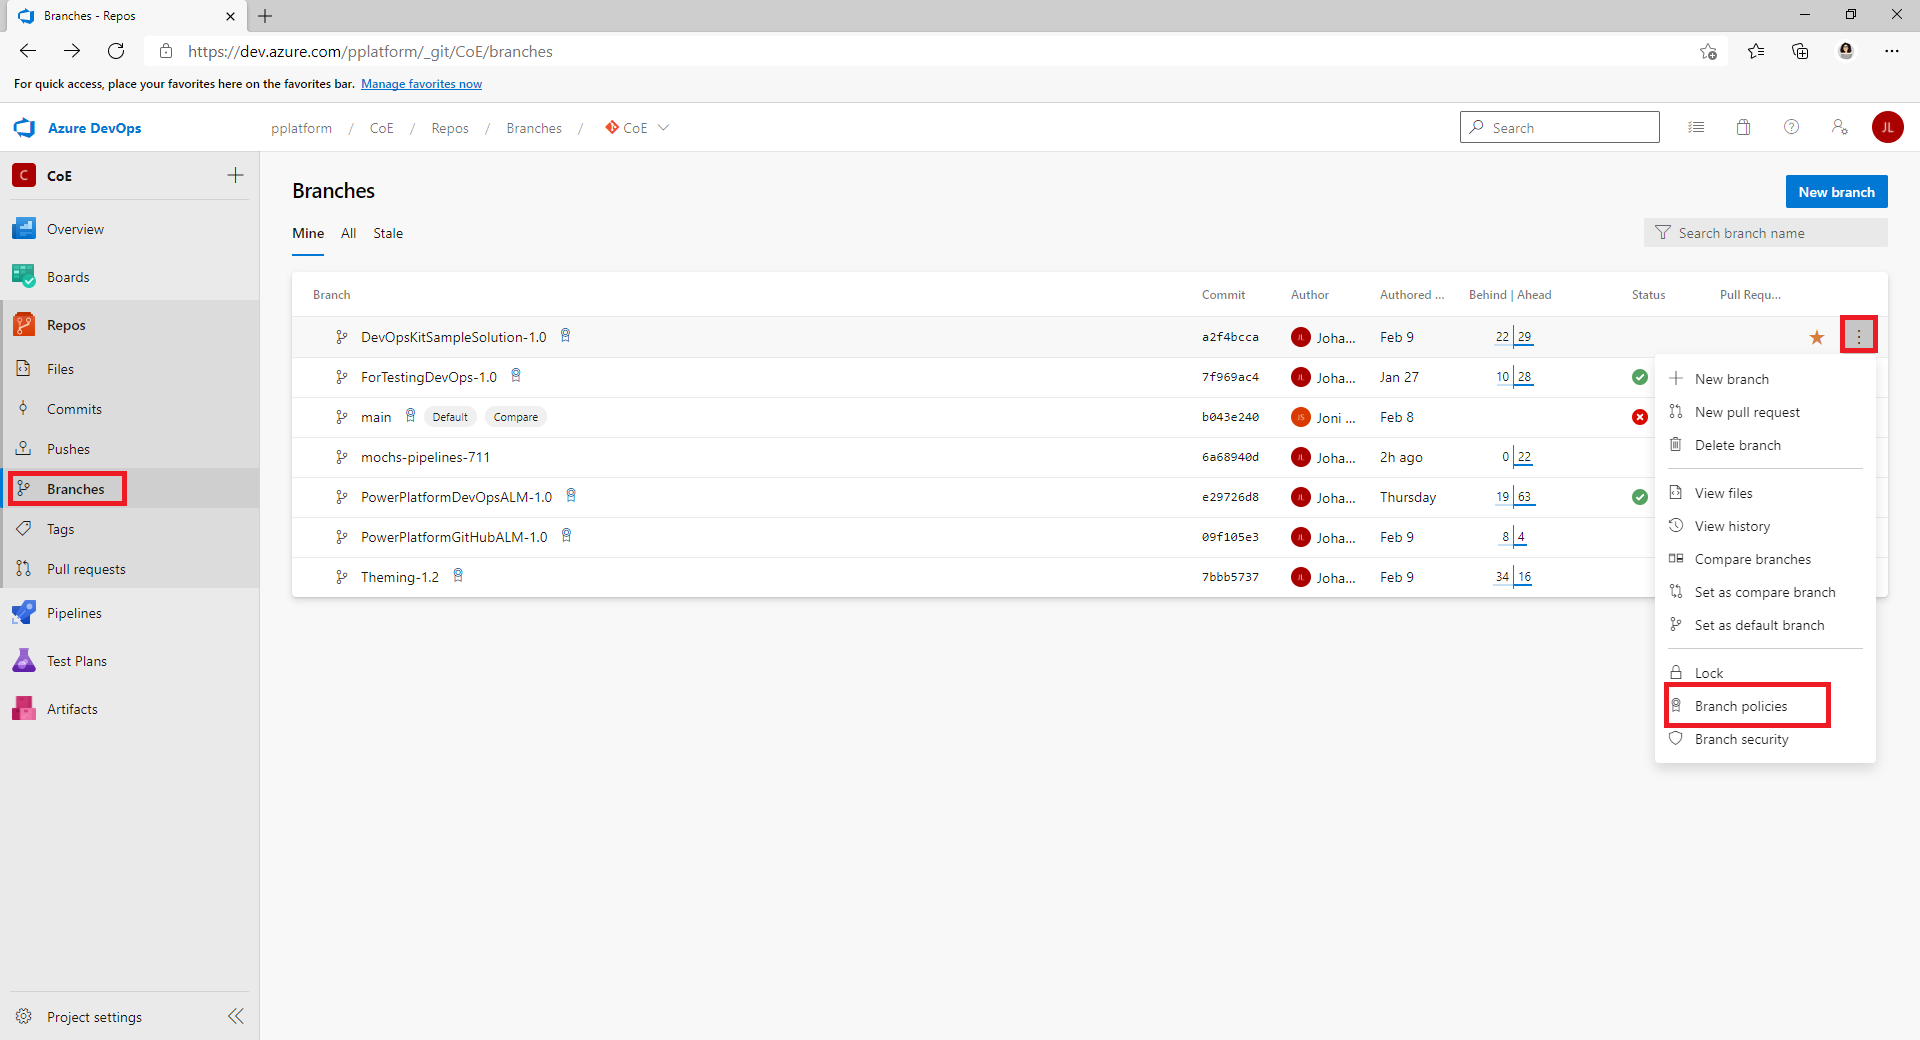 Branches - Repos
https://dev.azure.com/pplatform/_git/CoE/branches
For quick access, place your favorites here on the favorites bar. Manage favorites now
Azure DevOps
pplatform / CoE / Repos / Branches / CoE
Search
JL
C CoE
Overview
Boards
Repos
Files
Commits
Pushes
Branches
Tags
Pull requests
Pipelines
Test Plans
Artifacts
Project settings
Branches
New branch
Mine All Stale
Search branch name
Branch Commit Author Authored ... Behind | Ahead Status Pull Requ...
DevOpsKitSampleSolution-1.0 a2f4bcca JL Joha... Feb 9 22 29
ForTestingDevOps-1.0 7f969ac4 JL Joha... Jan 27 10 28
main Default Compare b043e240 JS Joni ... Feb 8
mochs-pipelines-711 6a68940d JL Joha... 2h ago 0 22
PowerPlatformDevOpsALM-1.0 e29726d8 JL Joha... Thursday 19 63
PowerPlatformGitHubALM-1.0 09f105e3 JL Joha... Feb 9 8 4
Theming-1.2 7bbb5737 JL Joha... Feb 9 34 16
New branch
New pull request
Delete branch
View files
View history
Compare branches
Set as compare branch
Set as default branch
Lock
Branch policies
Branch security